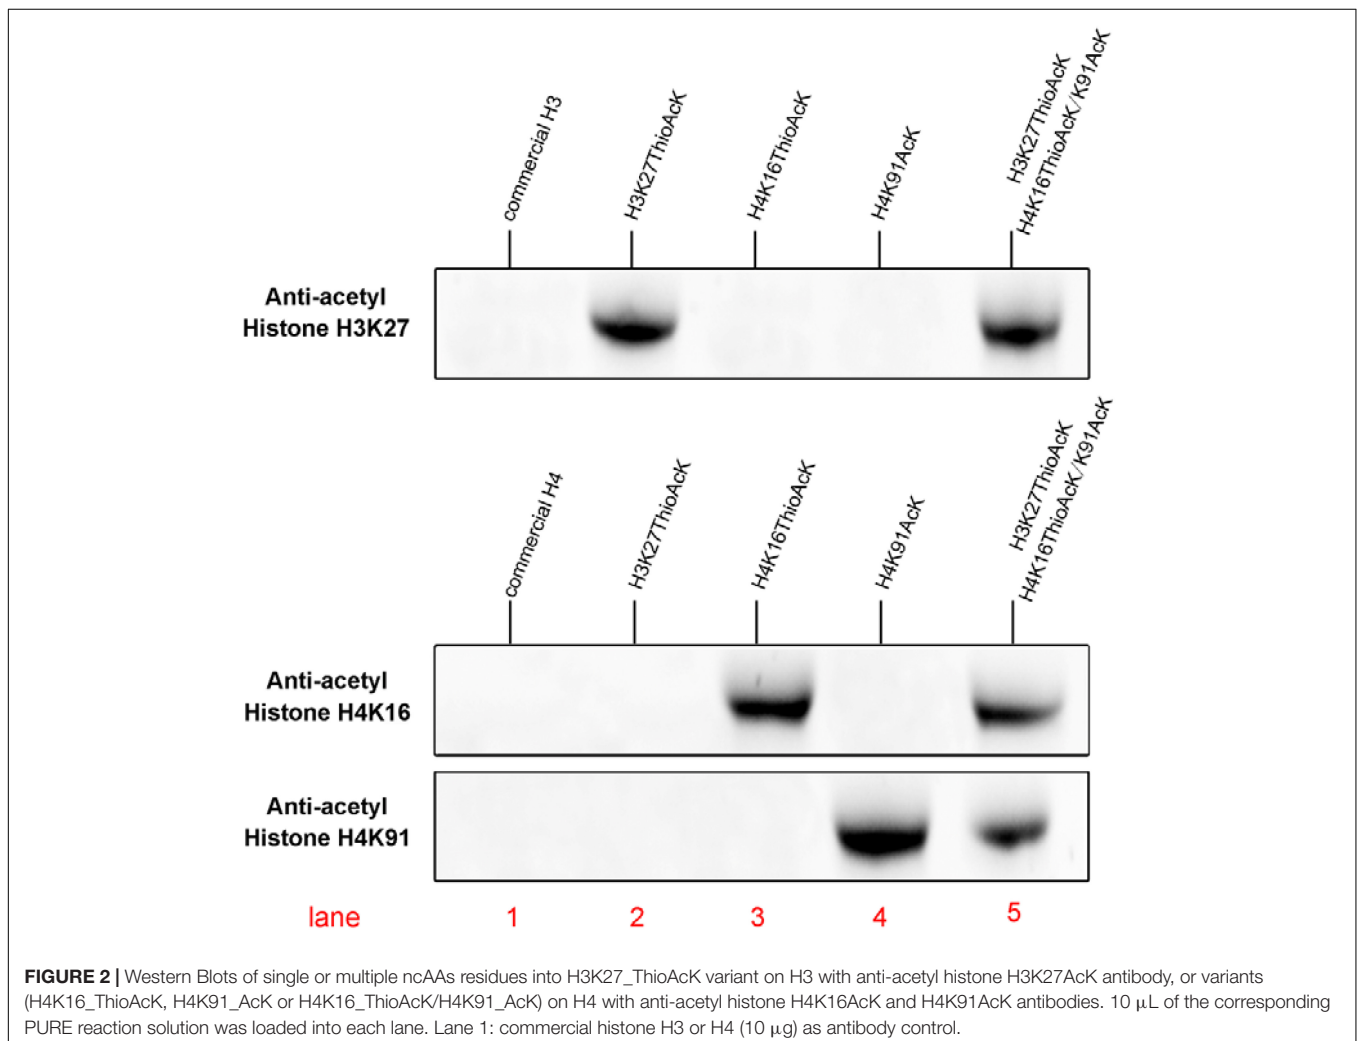 commercial H3
H3K27ThioAcK
H4K16ThioAcK
H4K91AcK
H3K27ThioAcK
H4K16ThioAcK/K91AcK
Anti-acetyl
Histone H3K27
commercial H4
H3K27ThioAcK
H4K16ThioAcK
H4K91AcK
H3K27ThioAcK
H4K16ThioAcK/K91AcK
Anti-acetyl
Histone H4K16
Anti-acetyl
Histone H4K91
lane 1 2 3 4 5
FIGURE 2 | Western Blots of single or multiple ncAAs residues into H3K27_ThioAcK variant on H3 with anti-acetyl histone H3K27AcK antibody, or variants
(H4K16_ThioAcK, H4K91_AcK or H4K16_ThioAcK/H4K91_AcK) on H4 with anti-acetyl histone H4K16AcK and H4K91AcK antibodies. 10 μL of the corresponding
PURE reaction solution was loaded into each lane. Lane 1: commercial histone H3 or H4 (10 μg) as antibody control.